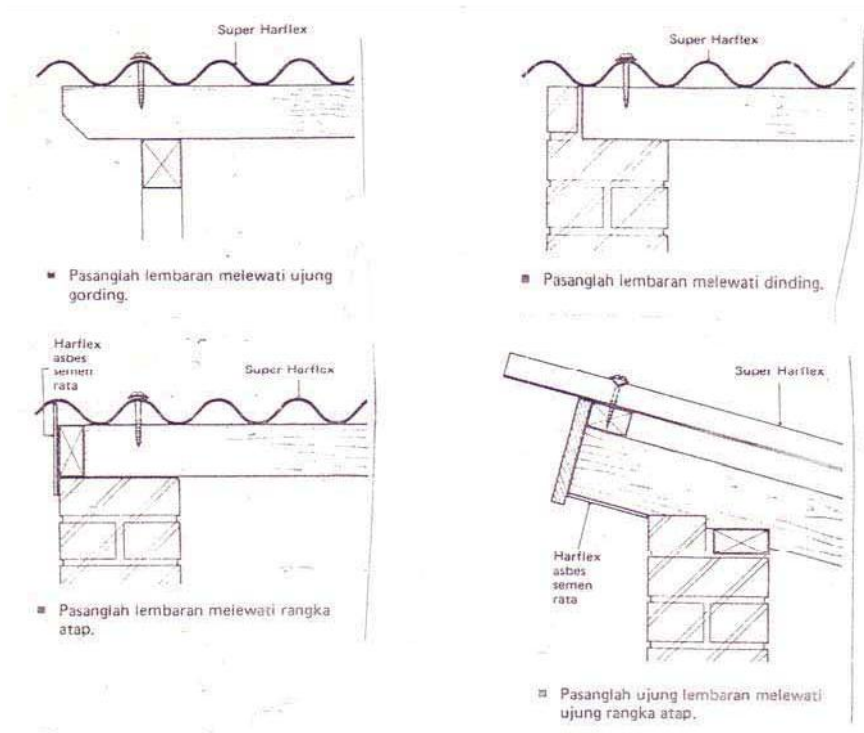 Super Harflex
Pasanglah lembaran melewati ujung
gording.
Super Harflex
Pasanglah lembaran melewati dinding.
Harflex
asbes
semen
rata
Super Harflex
Pasanglah lembaran melewati rangka
atap.
Super Harflex
Harflex
asbes
semen
rata
Pasanglah ujung lembaran melewati
ujung rangka atap.